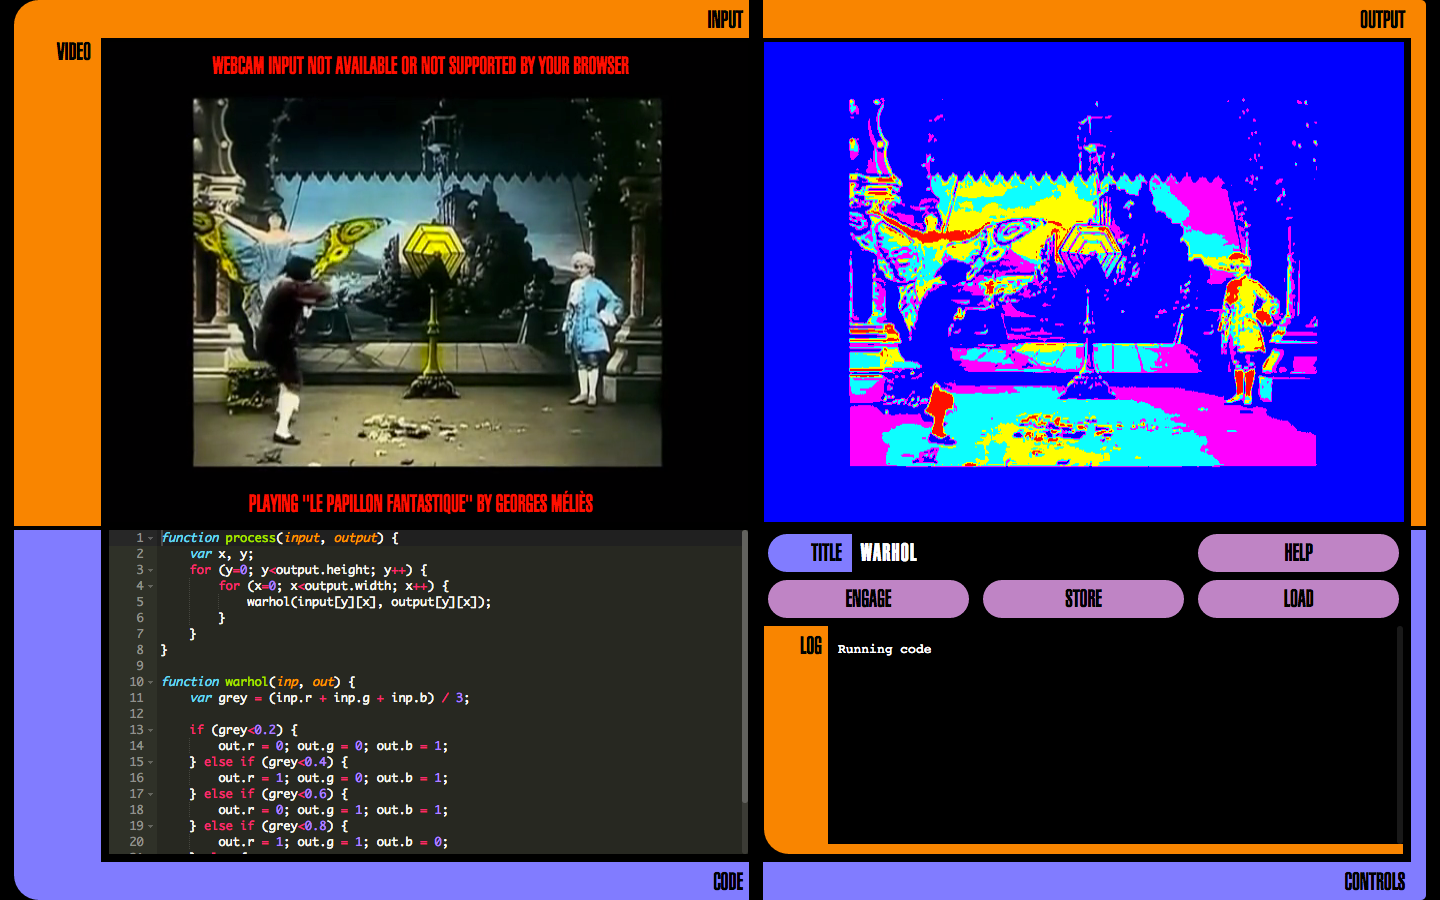 INPUT
VIDEO
WEBCAM INPUT NOT AVAILABLE OR NOT SUPPORTED BY YOUR BROWSER
PLAYING "LE PAPILLON FANTASTIQUE" BY GEORGES MÉLIÈS
1 function process(input, output) {
2 var x, y;
3 for (y=0; y<output.height; y++) {
4 for (x=0; x<output.width; x++) {
5 warhol(input[y][x], output[y][x]);
6 }
7 }
8 }
9
10 function warhol(inp, out) {
11 var grey = (inp.r + inp.g + inp.b) / 3;
12
13 if (grey<0.2) {
14 out.r = 0; out.g = 0; out.b = 1;
15 } else if (grey<0.4) {
16 out.r = 1; out.g = 0; out.b = 1;
17 } else if (grey<0.6) {
18 out.r = 0; out.g = 1; out.b = 1;
19 } else if (grey<0.8) {
20 out.r = 1; out.g = 1; out.b = 0;
CODE
OUTPUT
TITLE WARHOL
HELP
ENGAGE
STORE
LOAD
LOG
Running code
CONTROLS